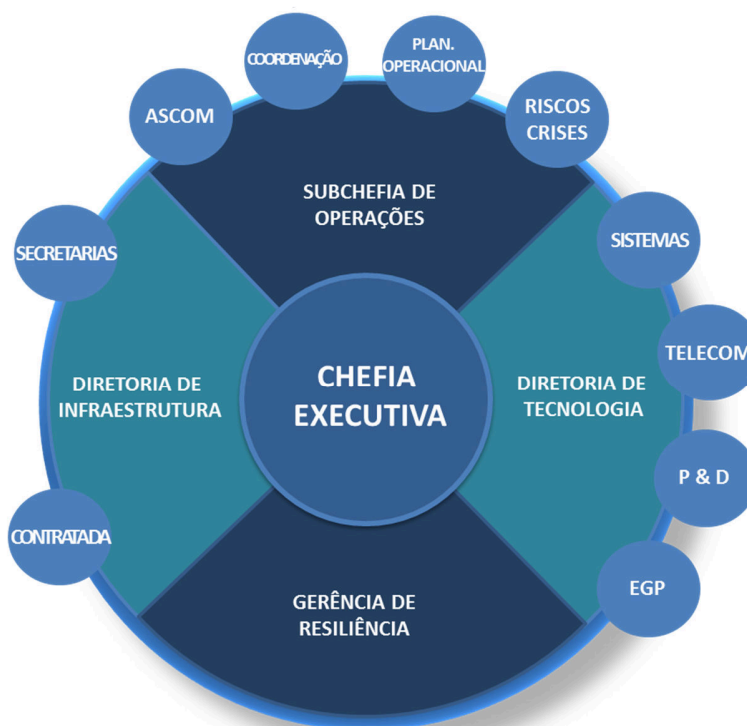 COORDENAÇÃO
PLAN.
OPERACIONAL
ASCOM
RISCOS
CRISES
SUBCHEFIA DE
OPERAÇÕES
SECRETARIAS
SISTEMAS
TELECOM
DIRETORIA DE
INFRAESTRUTURA
CHEFIA
EXECUTIVA
DIRETORIA DE
TECNOLOGIA
P & D
CONTRATADA
EGP
GERÊNCIA DE
RESILIÊNCIA